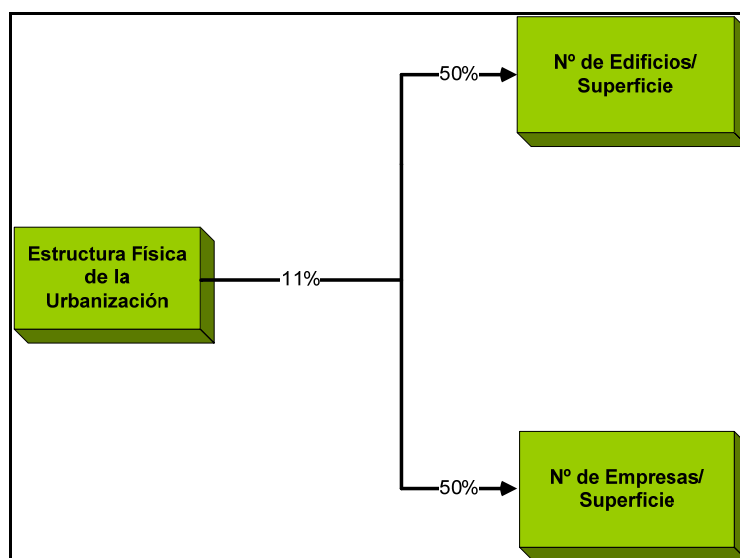 50%
Nº de Edificios/
Superficie
Estructura Física
de la
Urbanización
11%
50%
Nº de Empresas/
Superficie